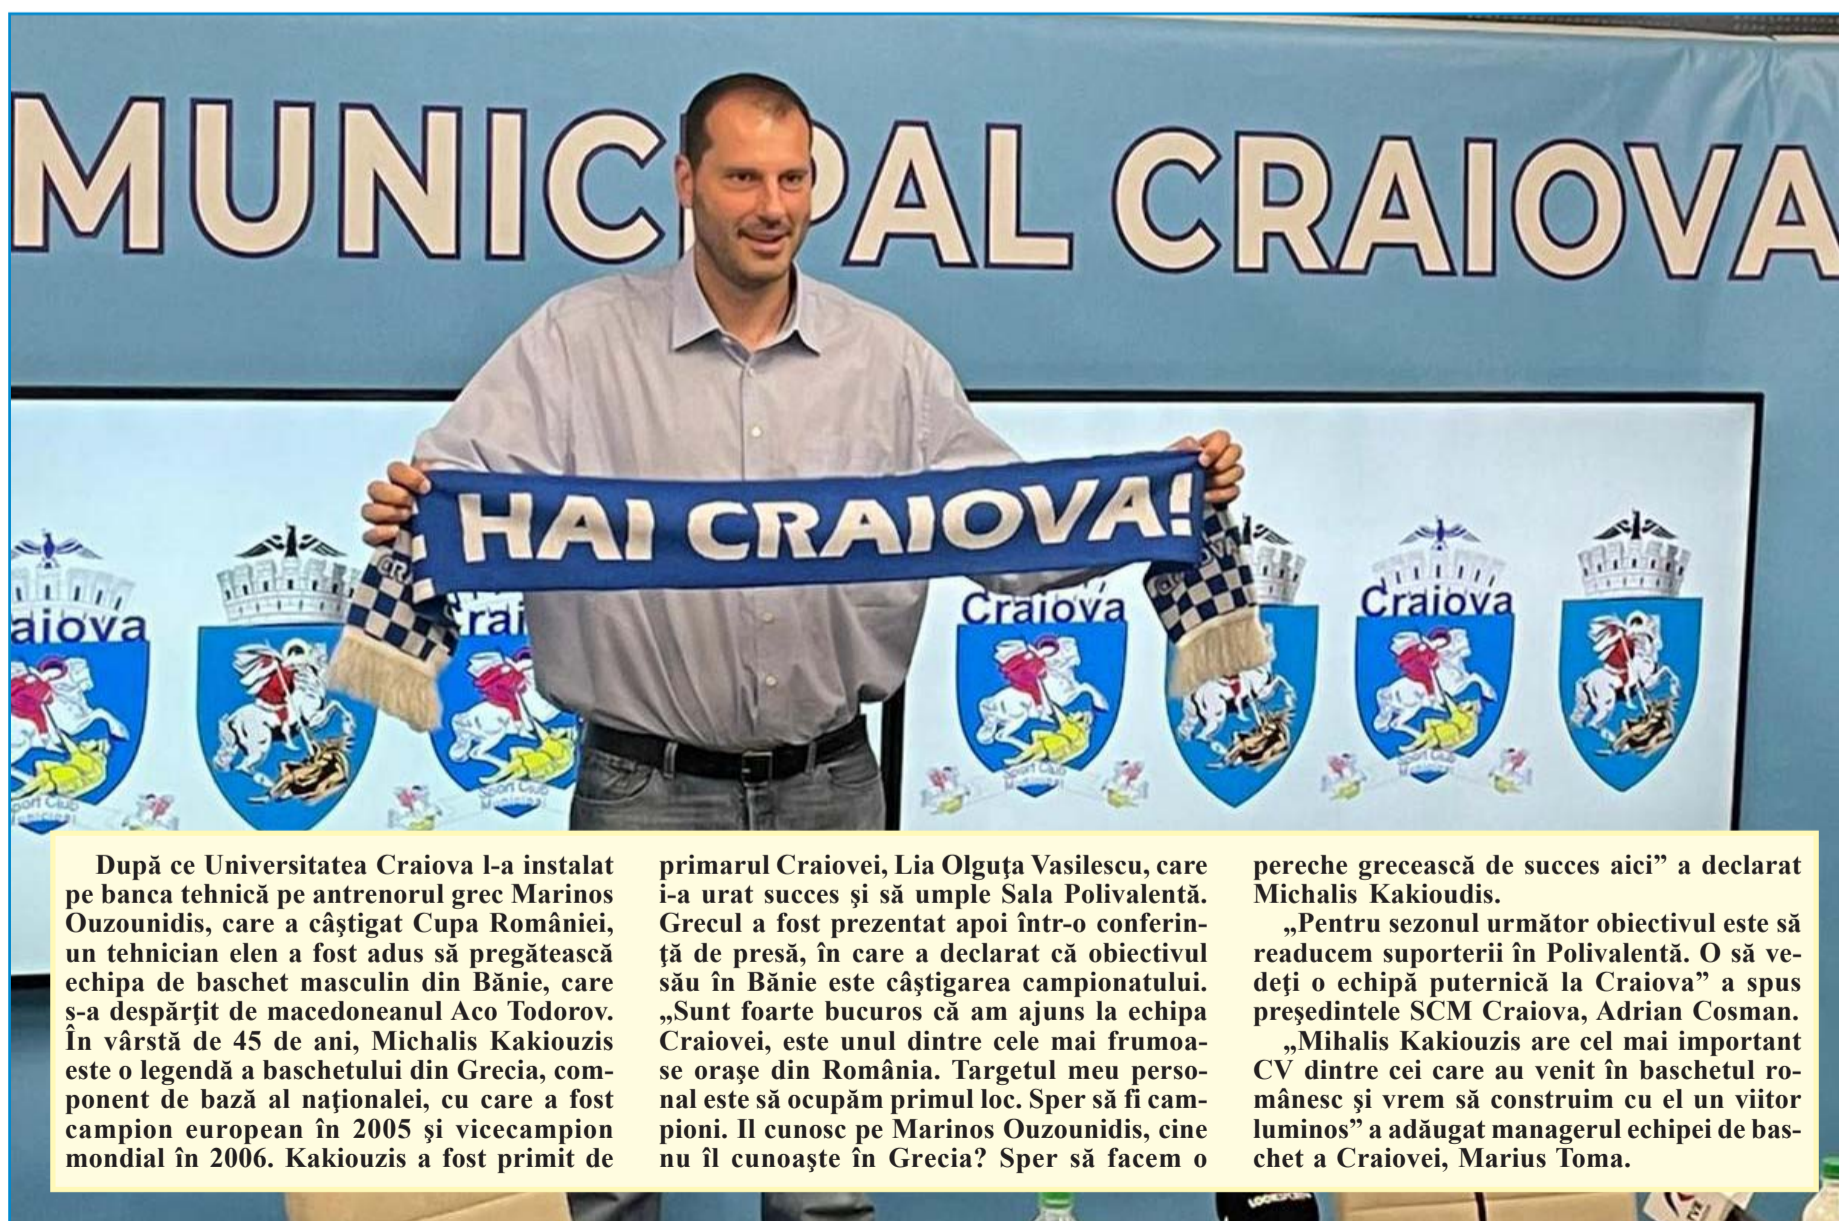 MUNICIPAL CRAIOVA
HAI CRAIOVA!
aiova
Craiova
Craiova
Sport Club
Municipal
După ce Universitatea Craiova l-a instalat
pe banca tehnică pe antrenorul grec Marinos
Ouzounidis, care a câştigat Cupa României,
un tehnician elen a fost adus să pregătească
echipa de baschet masculin din Bănie, care
s-a despărţit de macedoneanul Aco Todorov.
În vârstă de 45 de ani, Michalis Kakiouzis
este o legendă a baschetului din Grecia, com-
ponent de bază al naţionalei, cu care a fost
campion european în 2005 şi vicecampion
mondial în 2006. Kakiouzis a fost primit de
primarul Craiovei, Lia Olguţa Vasilescu, care
i-a urat succes şi să umple Sala Polivalentă.
Grecul a fost prezentat apoi într-o conferin-
ţă de presă, în care a declarat că obiectivul
său în Bănie este câştigarea campionatului.
„Sunt foarte bucuros că am ajuns la echipa
Craiovei, este unul dintre cele mai frumoa-
se oraşe din România. Targetul meu perso-
nal este să ocupăm primul loc. Sper să fi cam-
pioni. Il cunosc pe Marinos Ouzounidis, cine
nu îl cunoaşte în Grecia? Sper să facem o
pereche grecească de succes aici” a declarat
Michalis Kakioudis.
„Pentru sezonul următor obiectivul este să
readucem suporterii în Polivalentă. O să ve-
deţi o echipă puternică la Craiova” a spus
preşedintele SCM Craiova, Adrian Cosman.
„Mihalis Kakiouzis are cel mai important
CV dintre cei care au venit în baschetul ro-
mânesc şi vrem să construim cu el un viitor
luminos” a adăugat managerul echipei de bas-
chet a Craiovei, Marius Toma.